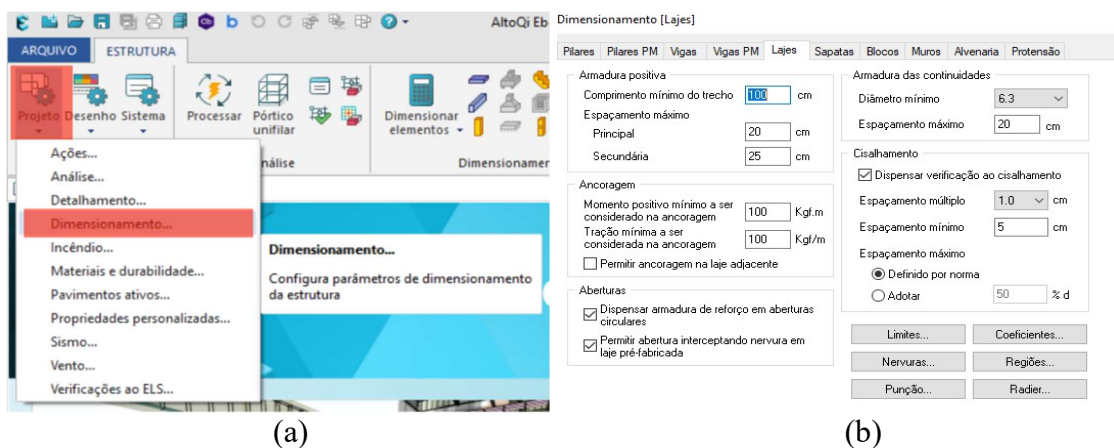 AltoQi Eb
ARQUIVO ESTRUTURA
Projeto Desenho Sistema Processar Pórtico unifilar Dimensionar elementos
nálise Dimensionamer
Ações...
Análise...
Detalhamento...
Dimensionamento...
Incêndio...
Materiais e durabilidade...
Pavimentos ativos...
Propriedades personalizadas...
Sismo...
Vento...
Verificações ao ELS...
Dimensionamento...
Configura parâmetros de dimensionamento
da estrutura
(a)
Dimensionamento [Lajes]
Pilares Pilares PM Vigas Vigas PM Lajes Sapatas Blocos Muros Alvenaria Protensão
Armadura positiva
Comprimento mínimo do trecho 100 cm
Espaçamento máximo
Principal 20 cm
Secundária 25 cm
Ancoragem
Momento positivo mínimo a ser
considerado na ancoragem 100 Kgf.m
Tração mínima a ser
considerada na ancoragem 100 Kgf/m
Permitir ancoragem na laje adjacente
Aberturas
Dispensar armadura de reforço em aberturas
circulares
Permitir abertura interceptando nervura em
laje pré-fabricada
Armadura das continuidades
Diâmetro mínimo 6.3
Espaçamento máximo 20 cm
Cisalhamento
Dispensar verificação ao cisalhamento
Espaçamento múltiplo 1.0 cm
Espaçamento mínimo 5 cm
Espaçamento máximo
Definido por norma
Adotar 50 % d
Limites... Coeficientes...
Nervuras... Regiões...
Punção... Radier...
(b)